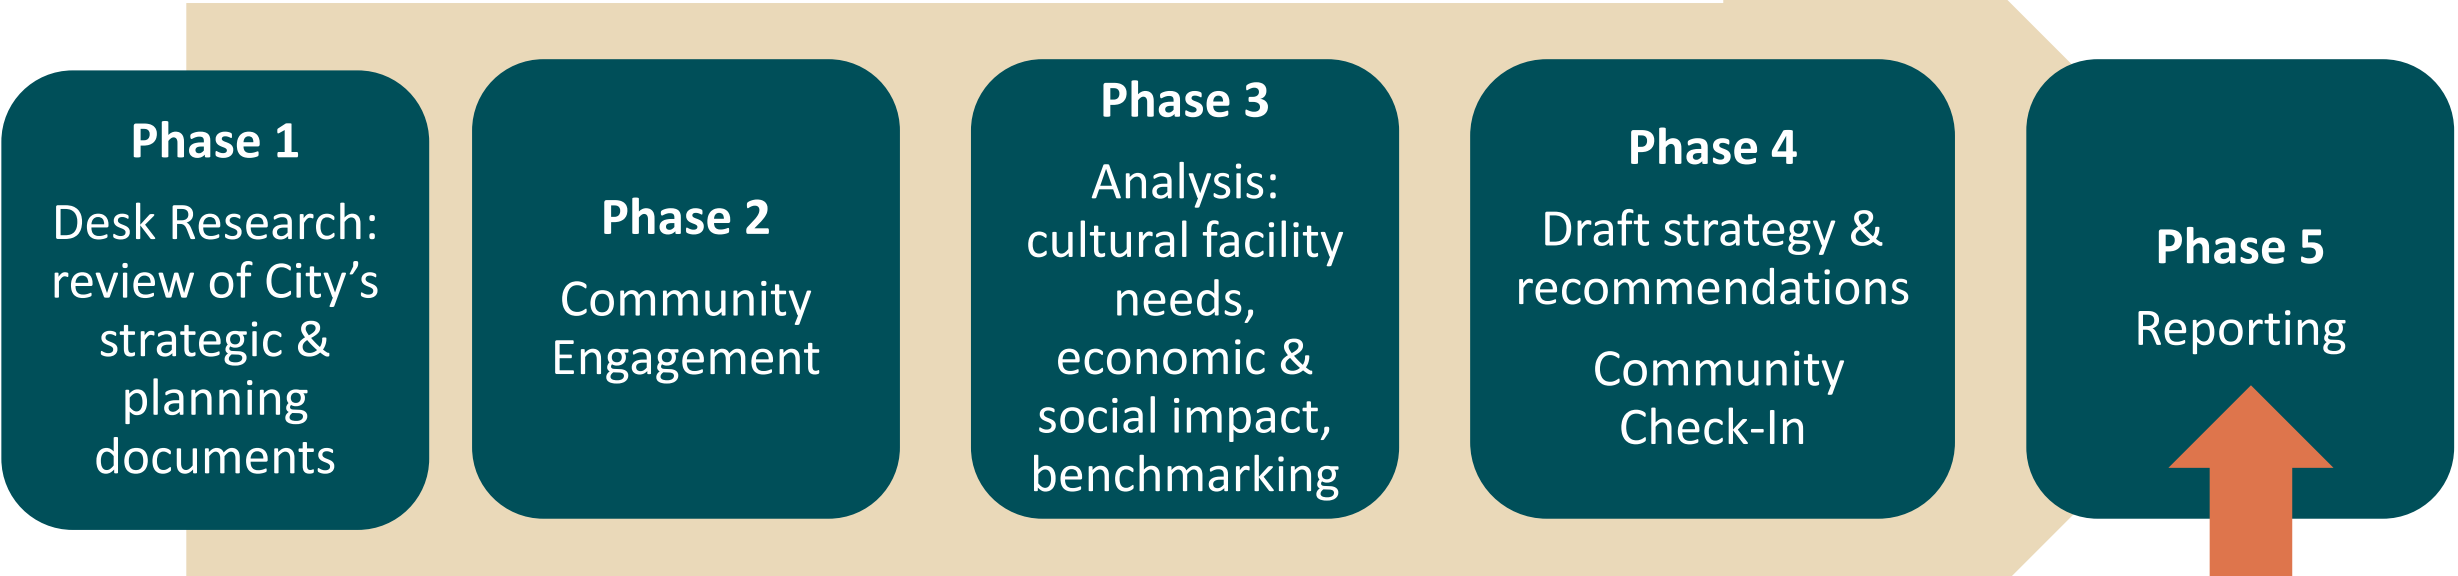 Phase 1
Desk Research:
review of City’s
strategic &
planning
documents
Phase 2
Community
Engagement
Phase 3
Analysis:
cultural facility
needs,
economic &
social impact,
benchmarking
Phase 4
Draft strategy &
recommendations
Community
Check-In
Phase 5
Reporting